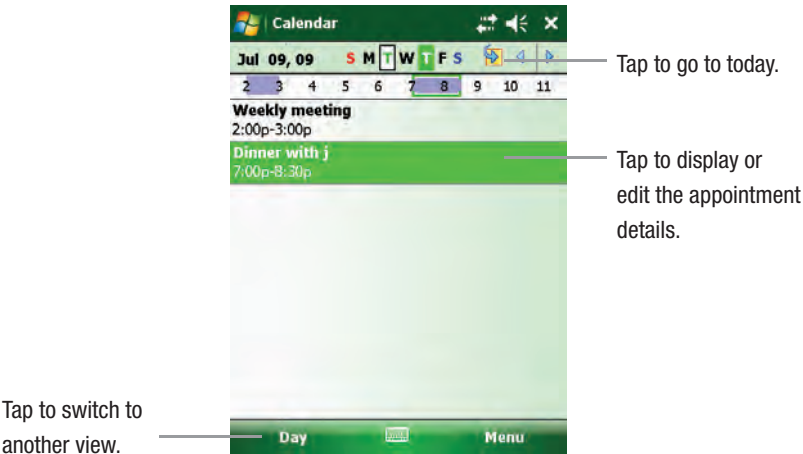 Calendar
Jul 09, 09 S M T W T F S
2 3 4 5 6 7 8 9 10 11
Weekly meeting
2:00p-3:00p
Dinner with j
7:00p-8:30p
Day Menu
Tap to go to today.
Tap to display or
edit the appointment
details.
Tap to switch to
another view.